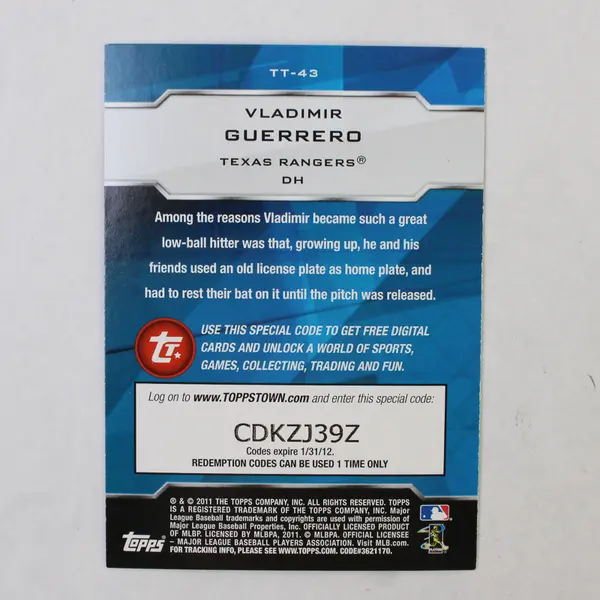 TT-43
VLADIMIR
GUERRERO
TEXAS RANGERS®
DH
Among the reasons Vladimir became such a great
low-ball hitter was that, growing up, he and his
friends used an old license plate as home plate, and
had to rest their bat on it until the pitch was released.
TT
USE THIS SPECIAL CODE TO GET FREE DIGITAL
CARDS AND UNLOCK A WORLD OF SPORTS,
GAMES, COLLECTING, TRADING AND FUN.
Log on to www.TOPPSTOWN.com and enter this special code:
CDKZJ39Z
Codes expire 1/31/12.
REDEMPTION CODES CAN BE USED 1 TIME ONLY
® & © 2011 THE TOPPS COMPANY, INC. ALL RIGHTS RESERVED. TOPPS
IS A REGISTERED TRADEMARK OF THE TOPPS COMPANY, INC. Major
League Baseball trademarks and copyrights are used with permission of
Major League Baseball Properties, Inc. OFFICIALLY LICENSED PRODUCT
OF MLBP. LICENSED BY MLBPA, 2011. © MLBPA. OFFICIAL LICENSEE
– MAJOR LEAGUE BASEBALL PLAYERS ASSOCIATION. Visit MLB.com.
FOR TRACKING INFO, PLEASE SEE WWW.TOPPS.COM. CODE#3621170.
Topps